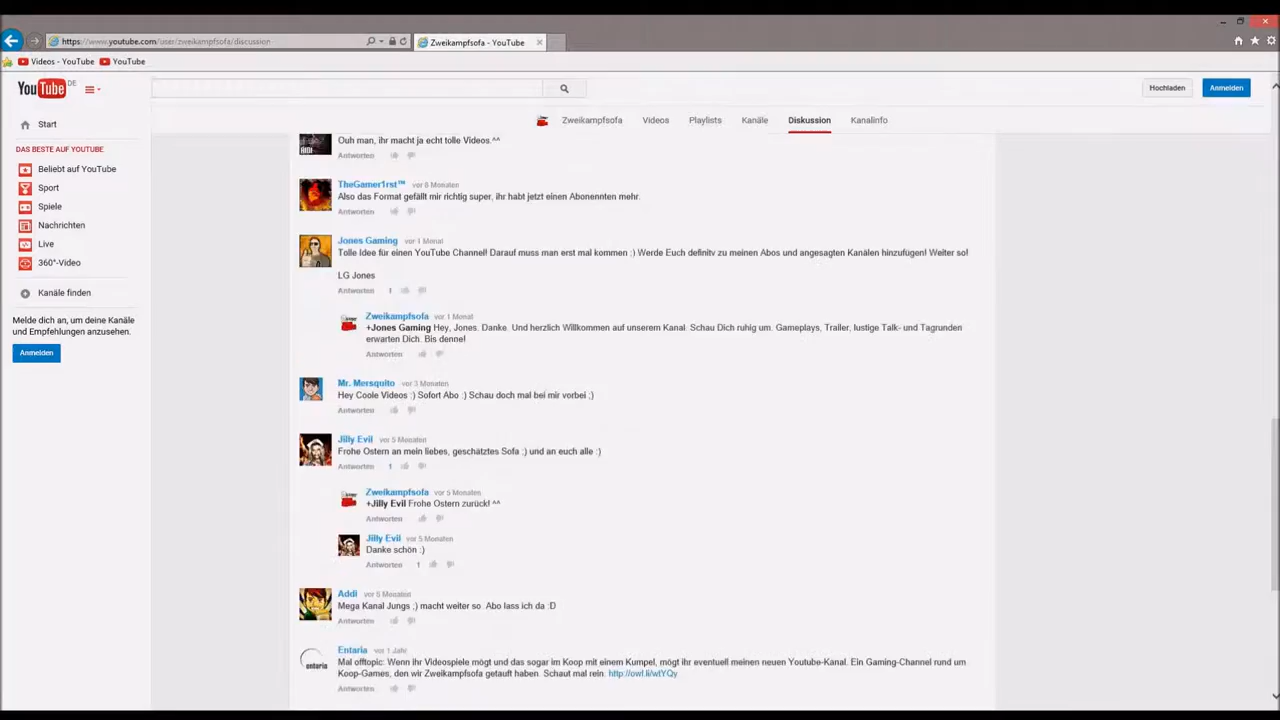 https://www.youtube.com/user/zweikampfsofa/discussion
Zweikampfsofa - YouTube
Videos - YouTube
YouTube
YouTube DE
Hochladen
Anmelden
Zweikampfsofa
Videos
Playlists
Kanäle
Diskussion
Kanalinfo
Start
DAS BESTE AUF YOUTUBE
Beliebt auf YouTube
Sport
Spiele
Nachrichten
Live
360°-Video
Kanäle finden
Melde dich an, um deine Kanäle
und Empfehlungen anzusehen.
Anmelden
Ouh man, ihr macht ja echt tolle Videos.^^
Antworten
TheGamer1rst™ vor Monaten
Also das Format gefällt mir richtig super, ihr habt jetzt einen Abonennten mehr.
Antworten
Jones Gaming vor 1 Monat
Tolle Idee für einen YouTube Channel! Darauf muss man erst mal kommen ;) Werde Euch definitv zu meinen Abos und angesagten Kanälen hinzufügen! Weiter so!
LG Jones
Antworten 1
Zweikampfsofa vor 1 Monat
+Jones Gaming Hey, Jones. Danke. Und herzlich Willkommen auf unserem Kanal. Schau Dich ruhig um. Gameplays, Trailer, lustige Talk- und Tagrunden
erwarten Dich. Bis denne!
Antworten
Mr. Mersquito vor 3 Monaten
Hey Coole Videos :) Sofort Abo :) Schau doch mal bei mir vorbei ;)
Antworten
Jilly Evil vor 5 Monaten
Frohe Ostern an mein liebes, geschätztes Sofa ;) und an euch alle :)
Antworten 1
Zweikampfsofa vor 5 Monaten
+Jilly Evil Frohe Ostern zurück! ^^
Antworten
Jilly Evil vor 5 Monaten
Danke schön :)
Antworten 1
Addi vor Monaten
Mega Kanal Jungs ;) macht weiter so. Abo lass ich da :D
Antworten
entaria
Entaria vor 1 Jahr
Mal offtopic: Wenn ihr Videospiele mögt und das sogar im Koop mit einem Kumpel, mögt ihr eventuell meinen neuen Youtube-Kanal. Ein Gaming-Channel rund um
Koop-Games, den wir Zweikampfsofa getauft haben. Schaut mal rein. http://owl.li/wtYQy
Antworten